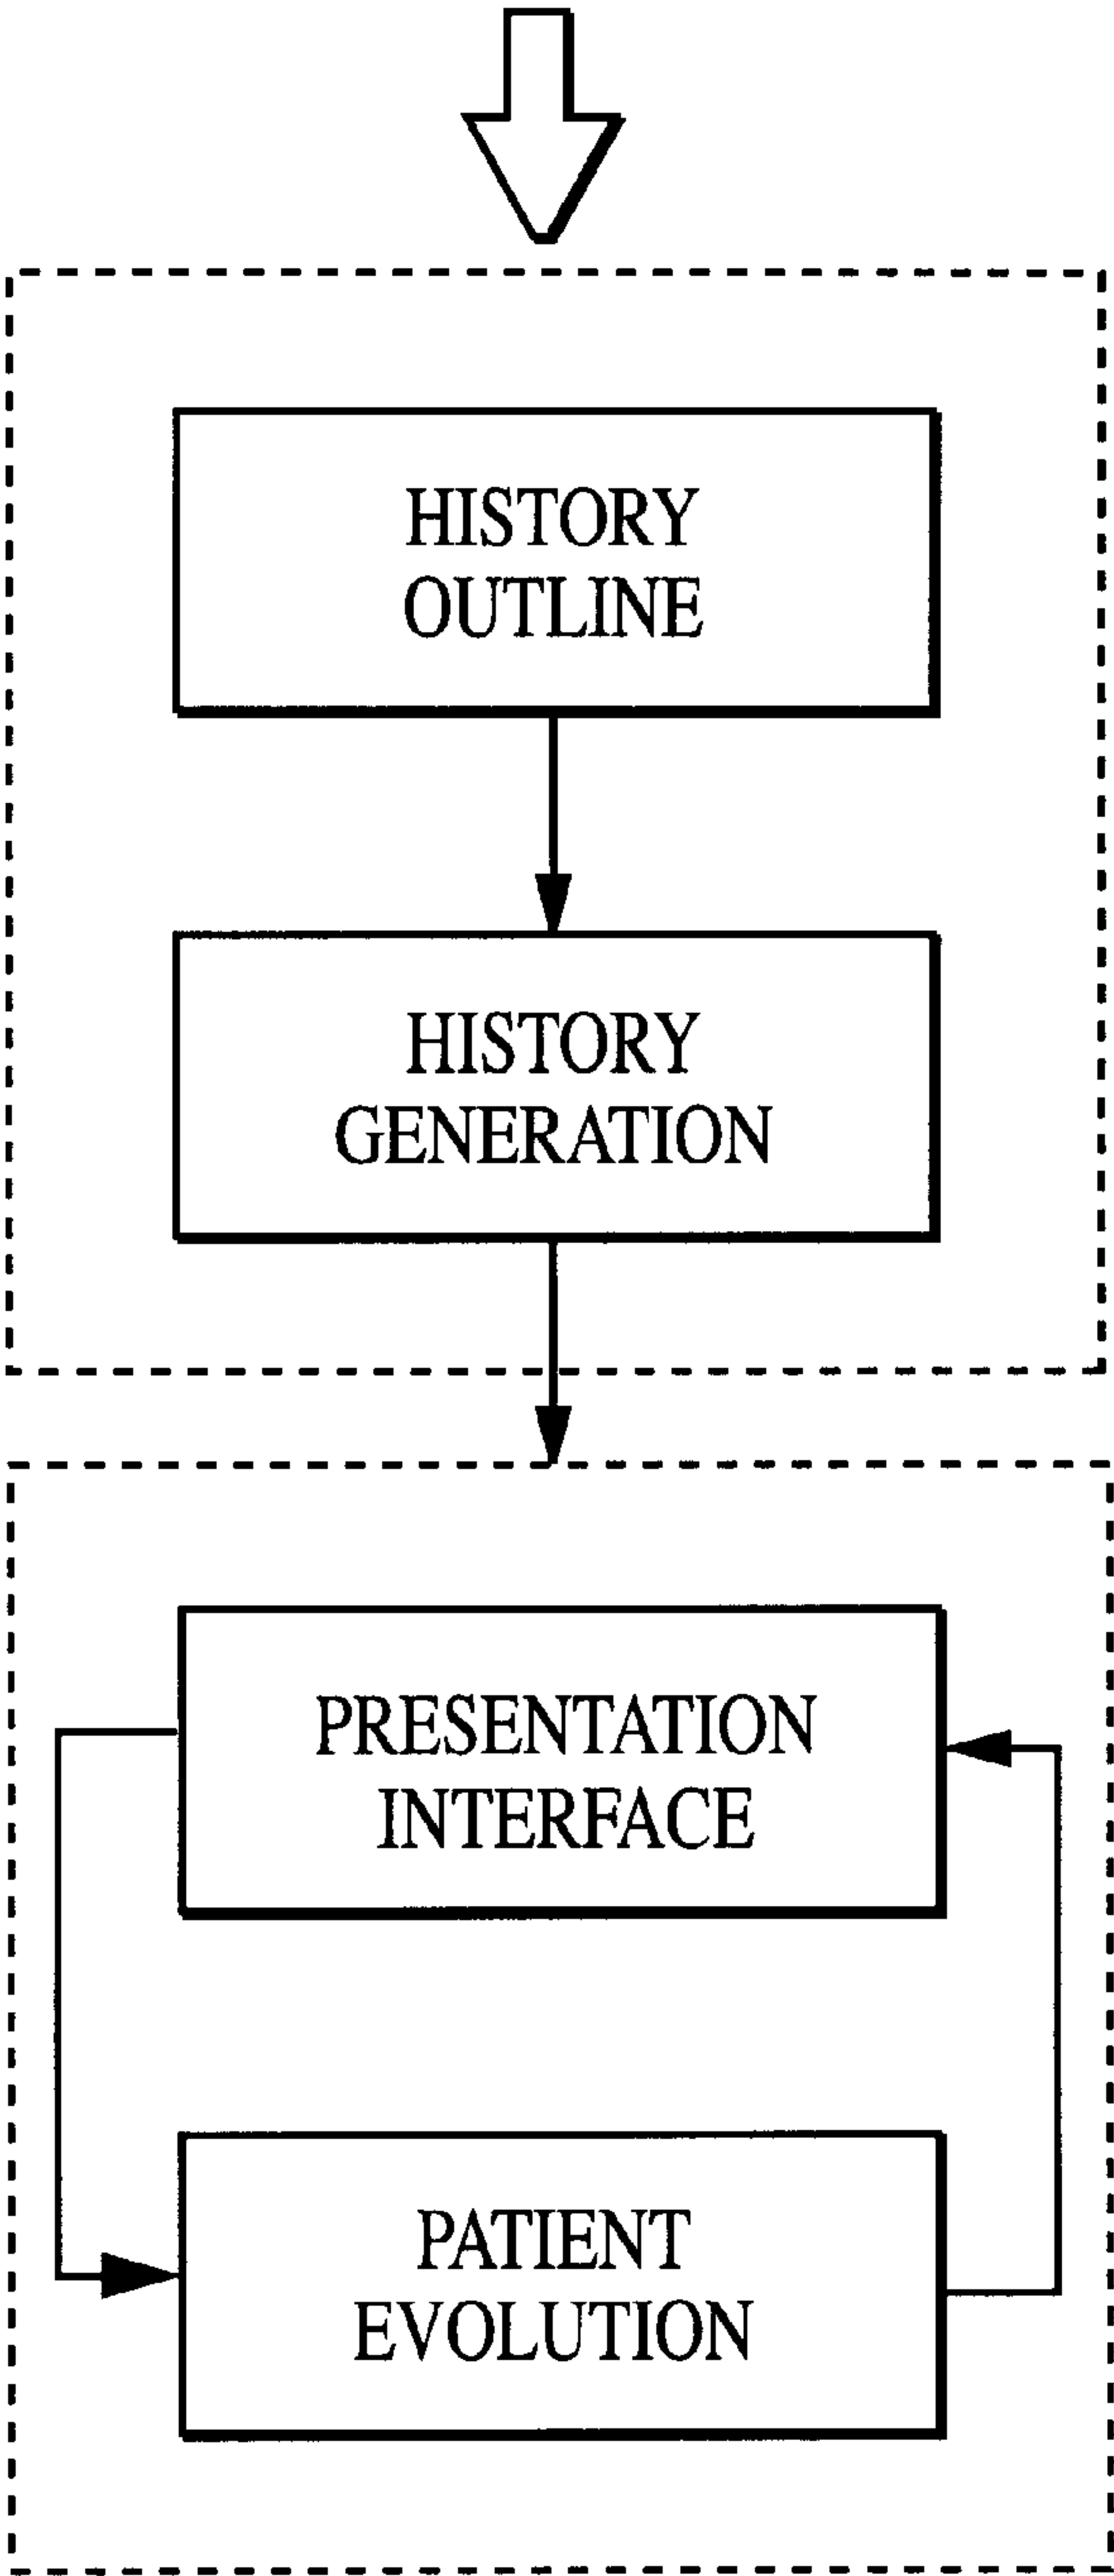 HISTORY
OUTLINE
HISTORY
GENERATION
PRESENTATION
INTERFACE
PATIENT
EVOLUTION